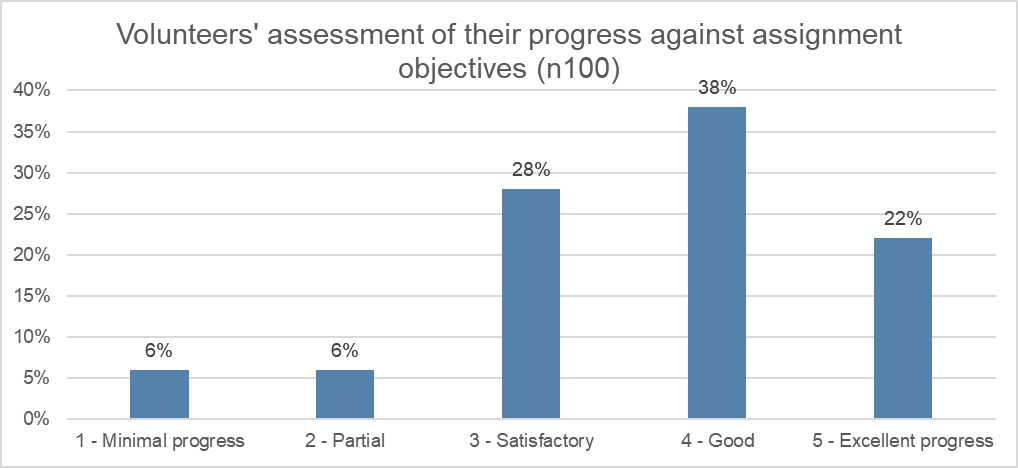 Volunteers' assessment of their progress against assignment
objectives (n100)
40%
35%
30%
25%
20%
15%
10%
5%
0%
6%
6%
28%
38%
22%
1 - Minimal progress
2 - Partial
3 - Satisfactory
4 - Good
5 - Excellent progress